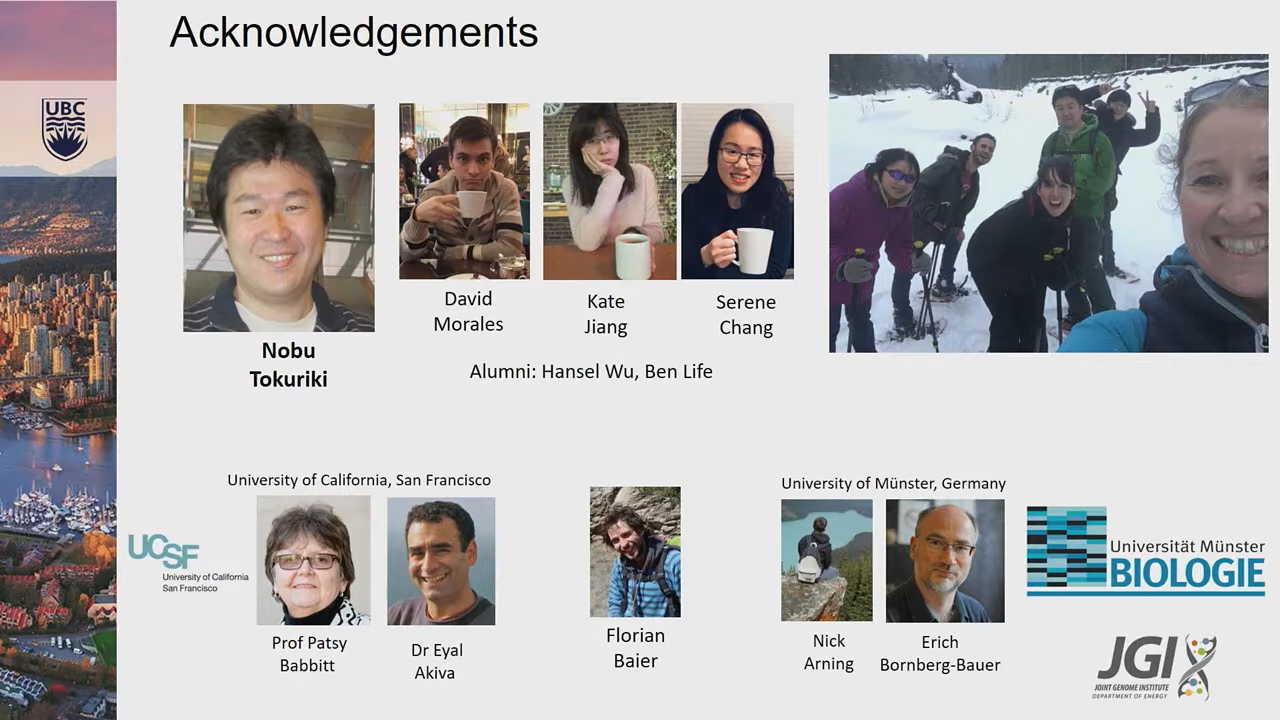 Acknowledgements
UBC
Nobu
Tokuriki
David
Morales
Kate
Jiang
Serene
Chang
Alumni: Hansel Wu, Ben Life
University of California, San Francisco
UCSF
University of California
San Francisco
Prof Patsy
Babbitt
Dr Eyal
Akiva
Florian
Baier
University of Münster, Germany
Nick
Arning
Erich
Bornberg-Bauer
Universität Münster
BIOLOGIE
JGI
JOINT GENOME INSTITUTE
DEPARTMENT OF ENERGY